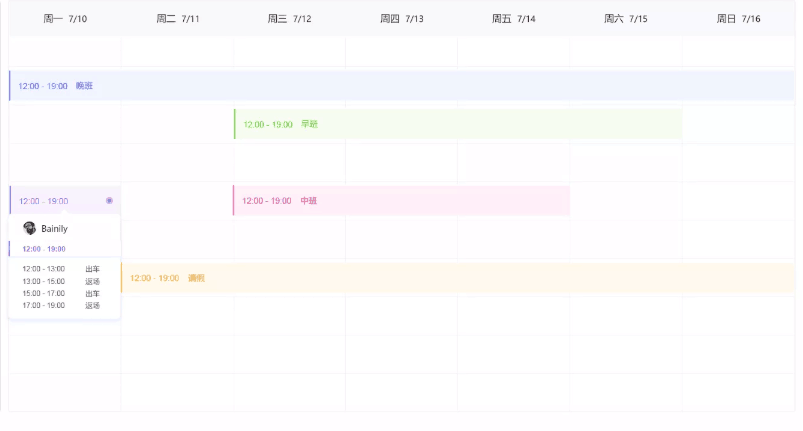 周一 7/10 周二 7/11 周三 7/12 周四 7/13 周五 7/14 周六 7/15 周日 7/16
12:00 - 19:00 晚班
12:00 - 19:00 早班
12:00 - 19:00
12:00 - 19:00 中班
Bainily
12:00 - 19:00
12:00 - 13:00 出车
13:00 - 15:00 返场
15:00 - 17:00 出车
17:00 - 19:00 返场
12:00 - 19:00 请假